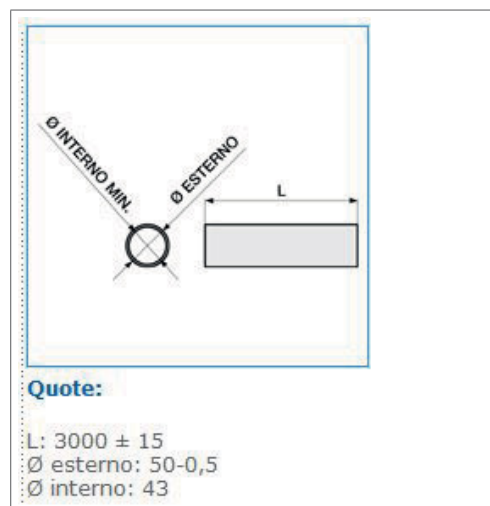 Ø INTERNO MIN.
Ø ESTERNO
L
Quote:
L: 3000 ± 15
Ø esterno: 50-0,5
Ø interno: 43